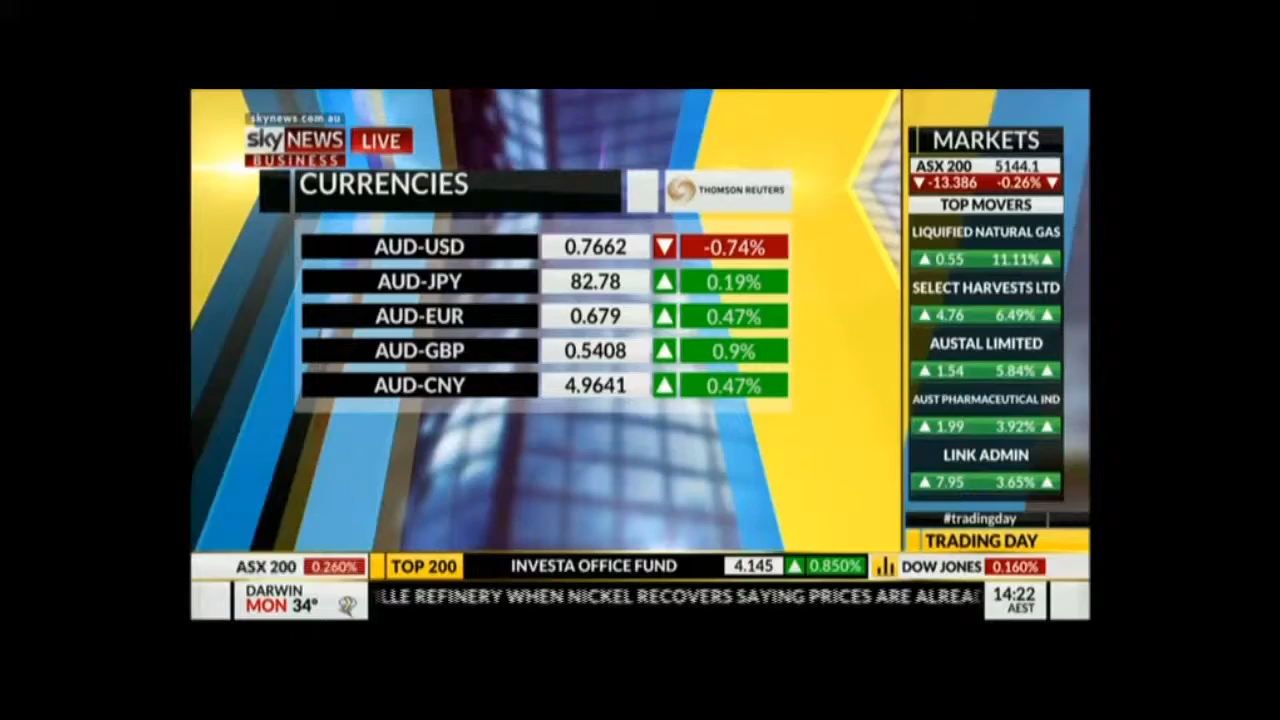 skynews.com.au
sky NEWS
BUSINESS
LIVE
CURRENCIES
THOMSON REUTERS
AUD-USD 0.7662 ▼ -0.74%
AUD-JPY 82.78 ▲ 0.19%
AUD-EUR 0.679 ▲ 0.47%
AUD-GBP 0.5408 ▲ 0.9%
AUD-CNY 4.9641 ▲ 0.47%
MARKETS
ASX 200 5144.1
▼ -13.386 -0.26% ▼
TOP MOVERS
LIQUIFIED NATURAL GAS
▲ 0.55 11.11% ▲
SELECT HARVESTS LTD
▲ 4.76 6.49% ▲
AUSTAL LIMITED
▲ 1.54 5.84% ▲
AUST PHARMACEUTICAL IND
▲ 1.99 3.92% ▲
LINK ADMIN
▲ 7.95 3.65% ▲
#tradingday
TRADING DAY
ASX 200 0.260% TOP 200 INVESTA OFFICE FUND 4.145 ▲ 0.850% DOW JONES 0.160%
DARWIN
MON 34°
LLE REFINERY WHEN NICKEL RECOVERS SAYING PRICES ARE ALREA
14:22
AEST